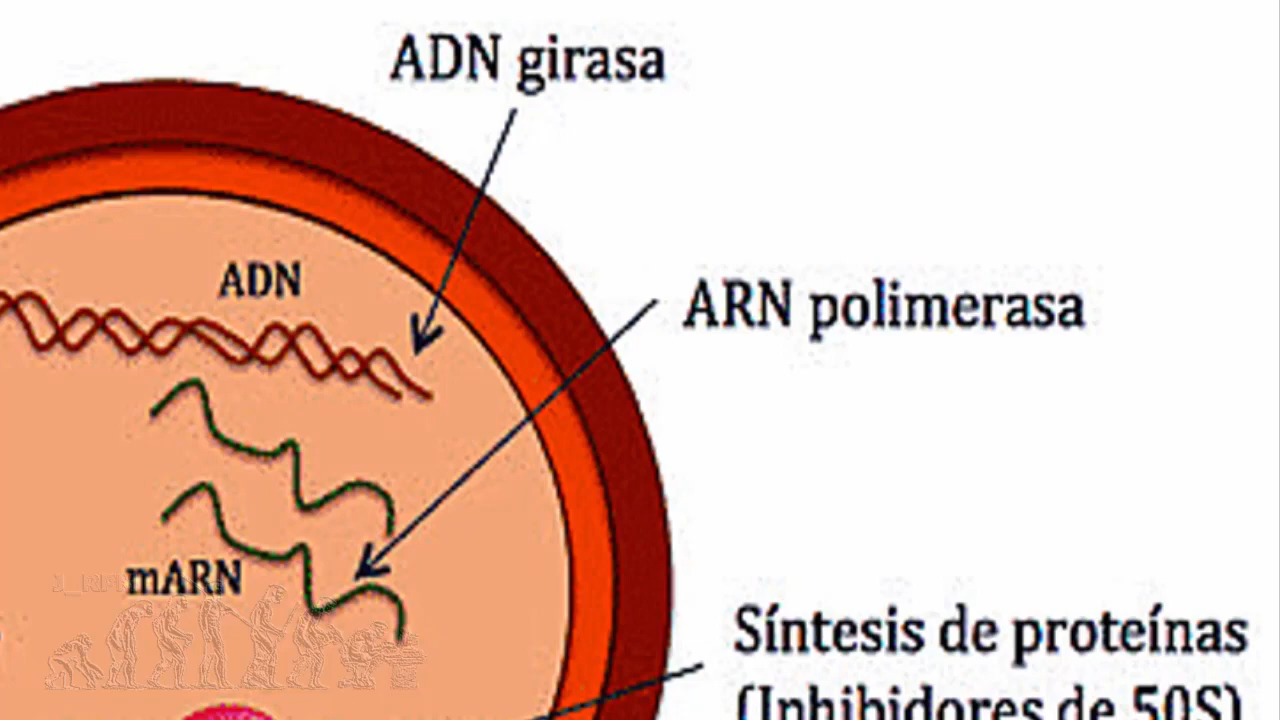 ADN girasa
ADN
ARN polimerasa
mARN
Síntesis de proteínas
(Inhibidores de 50S)